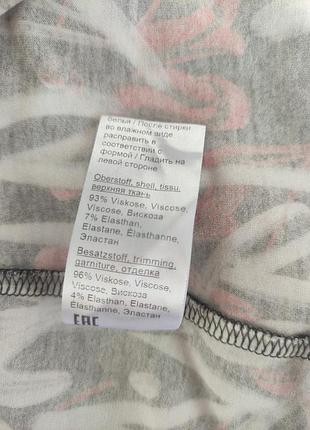 белья / После стирки
во влажном виде
расправить в
соответствии с
формой / Гладить на
левой стороне
Oberstoff, shell, tissu,
верхняя ткань
93% Viskose, Viscose,
Viscose, Вискоза
7% Elasthan,
Elastane, Élasthanne,
Эластан
Besatzstoff, trimming,
garniture, отделка
96% Viskose, Viscose,
Viscose, Вискоза
4% Elasthan, Elastane,
Élasthanne, Эластан
EAC